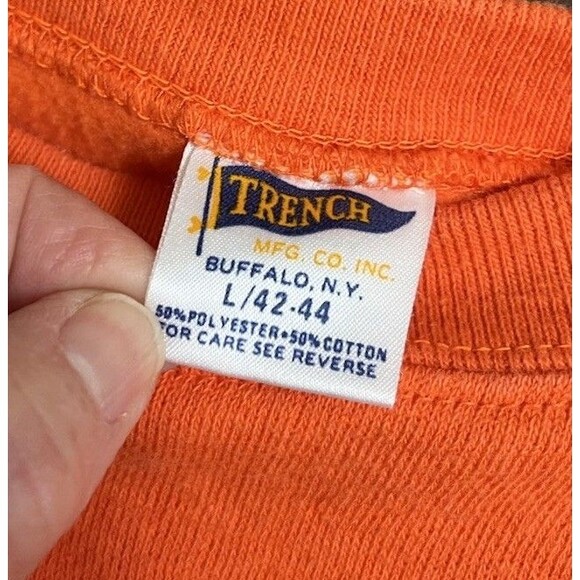 TRENCH
MFG. CO. INC.
BUFFALO, N.Y.
L/42-44
50% POLYESTER•50% COTTON
FOR CARE SEE REVERSE